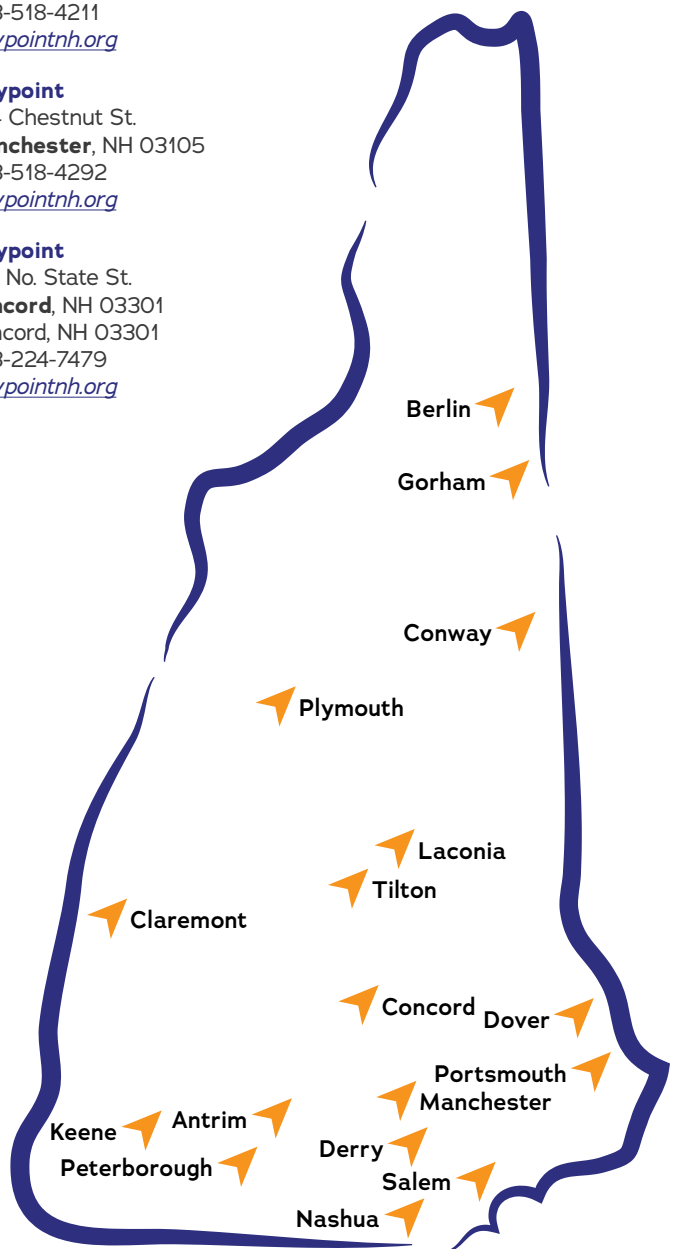 3-518-4211
ypointnh.org
ypoint
Chestnut St.
nchester, NH 03105
3-518-4292
ypointnh.org
ypoint
No. State St.
ncord, NH 03301
ncord, NH 03301
3-224-7479
ypointnh.org
Berlin
Gorham
Conway
Plymouth
Laconia
Tilton
Claremont
Concord
Dover
Portsmouth
Manchester
Antrim
Keene
Derry
Peterborough
Salem
Nashua